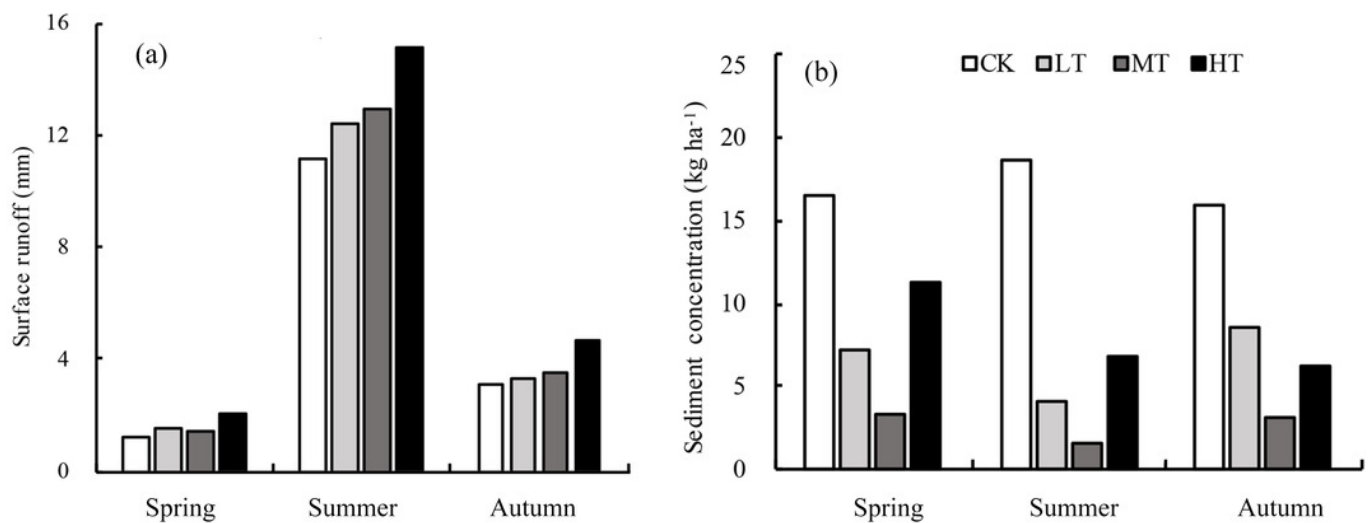 (a)
16
12
8
4
0
Surface runoff (mm)
Spring Summer Autumn
(b)
CK LT MT HT
25
20
15
10
5
0
Sediment concentration (kg ha⁻¹)
Spring Summer Autumn